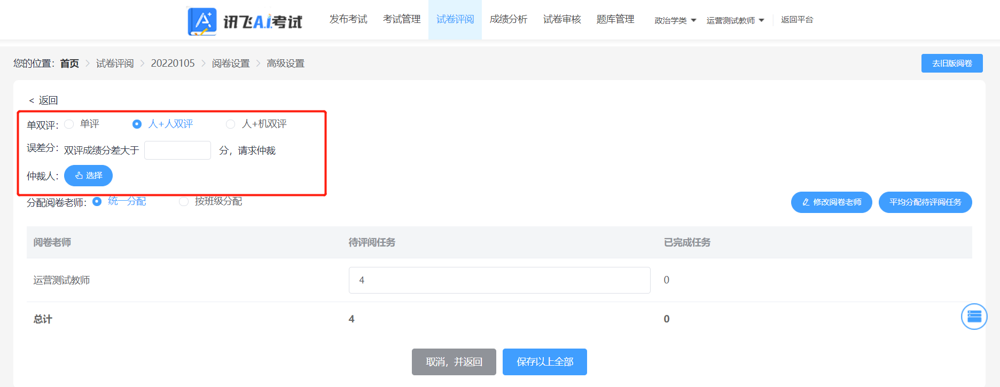 讯飞A.I.考试 发布考试 考试管理 试卷评阅 成绩分析 试卷审核 题库管理 政治学类 运营测试教师 返回平台
您的位置： 首页 > 试卷评阅 > 20220105 > 阅卷设置 > 高级设置 去旧版阅卷
< 返回
单双评： 单评 人+人双评 人+机双评
误差分： 双评成绩分差大于 分，请求仲裁
仲裁人： 选择
分配阅卷老师： 统一分配 按班级分配 修改阅卷老师 平均分配待评阅任务
阅卷老师 待评阅任务 已完成任务
运营测试教师 4 0
总计 4 0
取消，并返回 保存以上全部